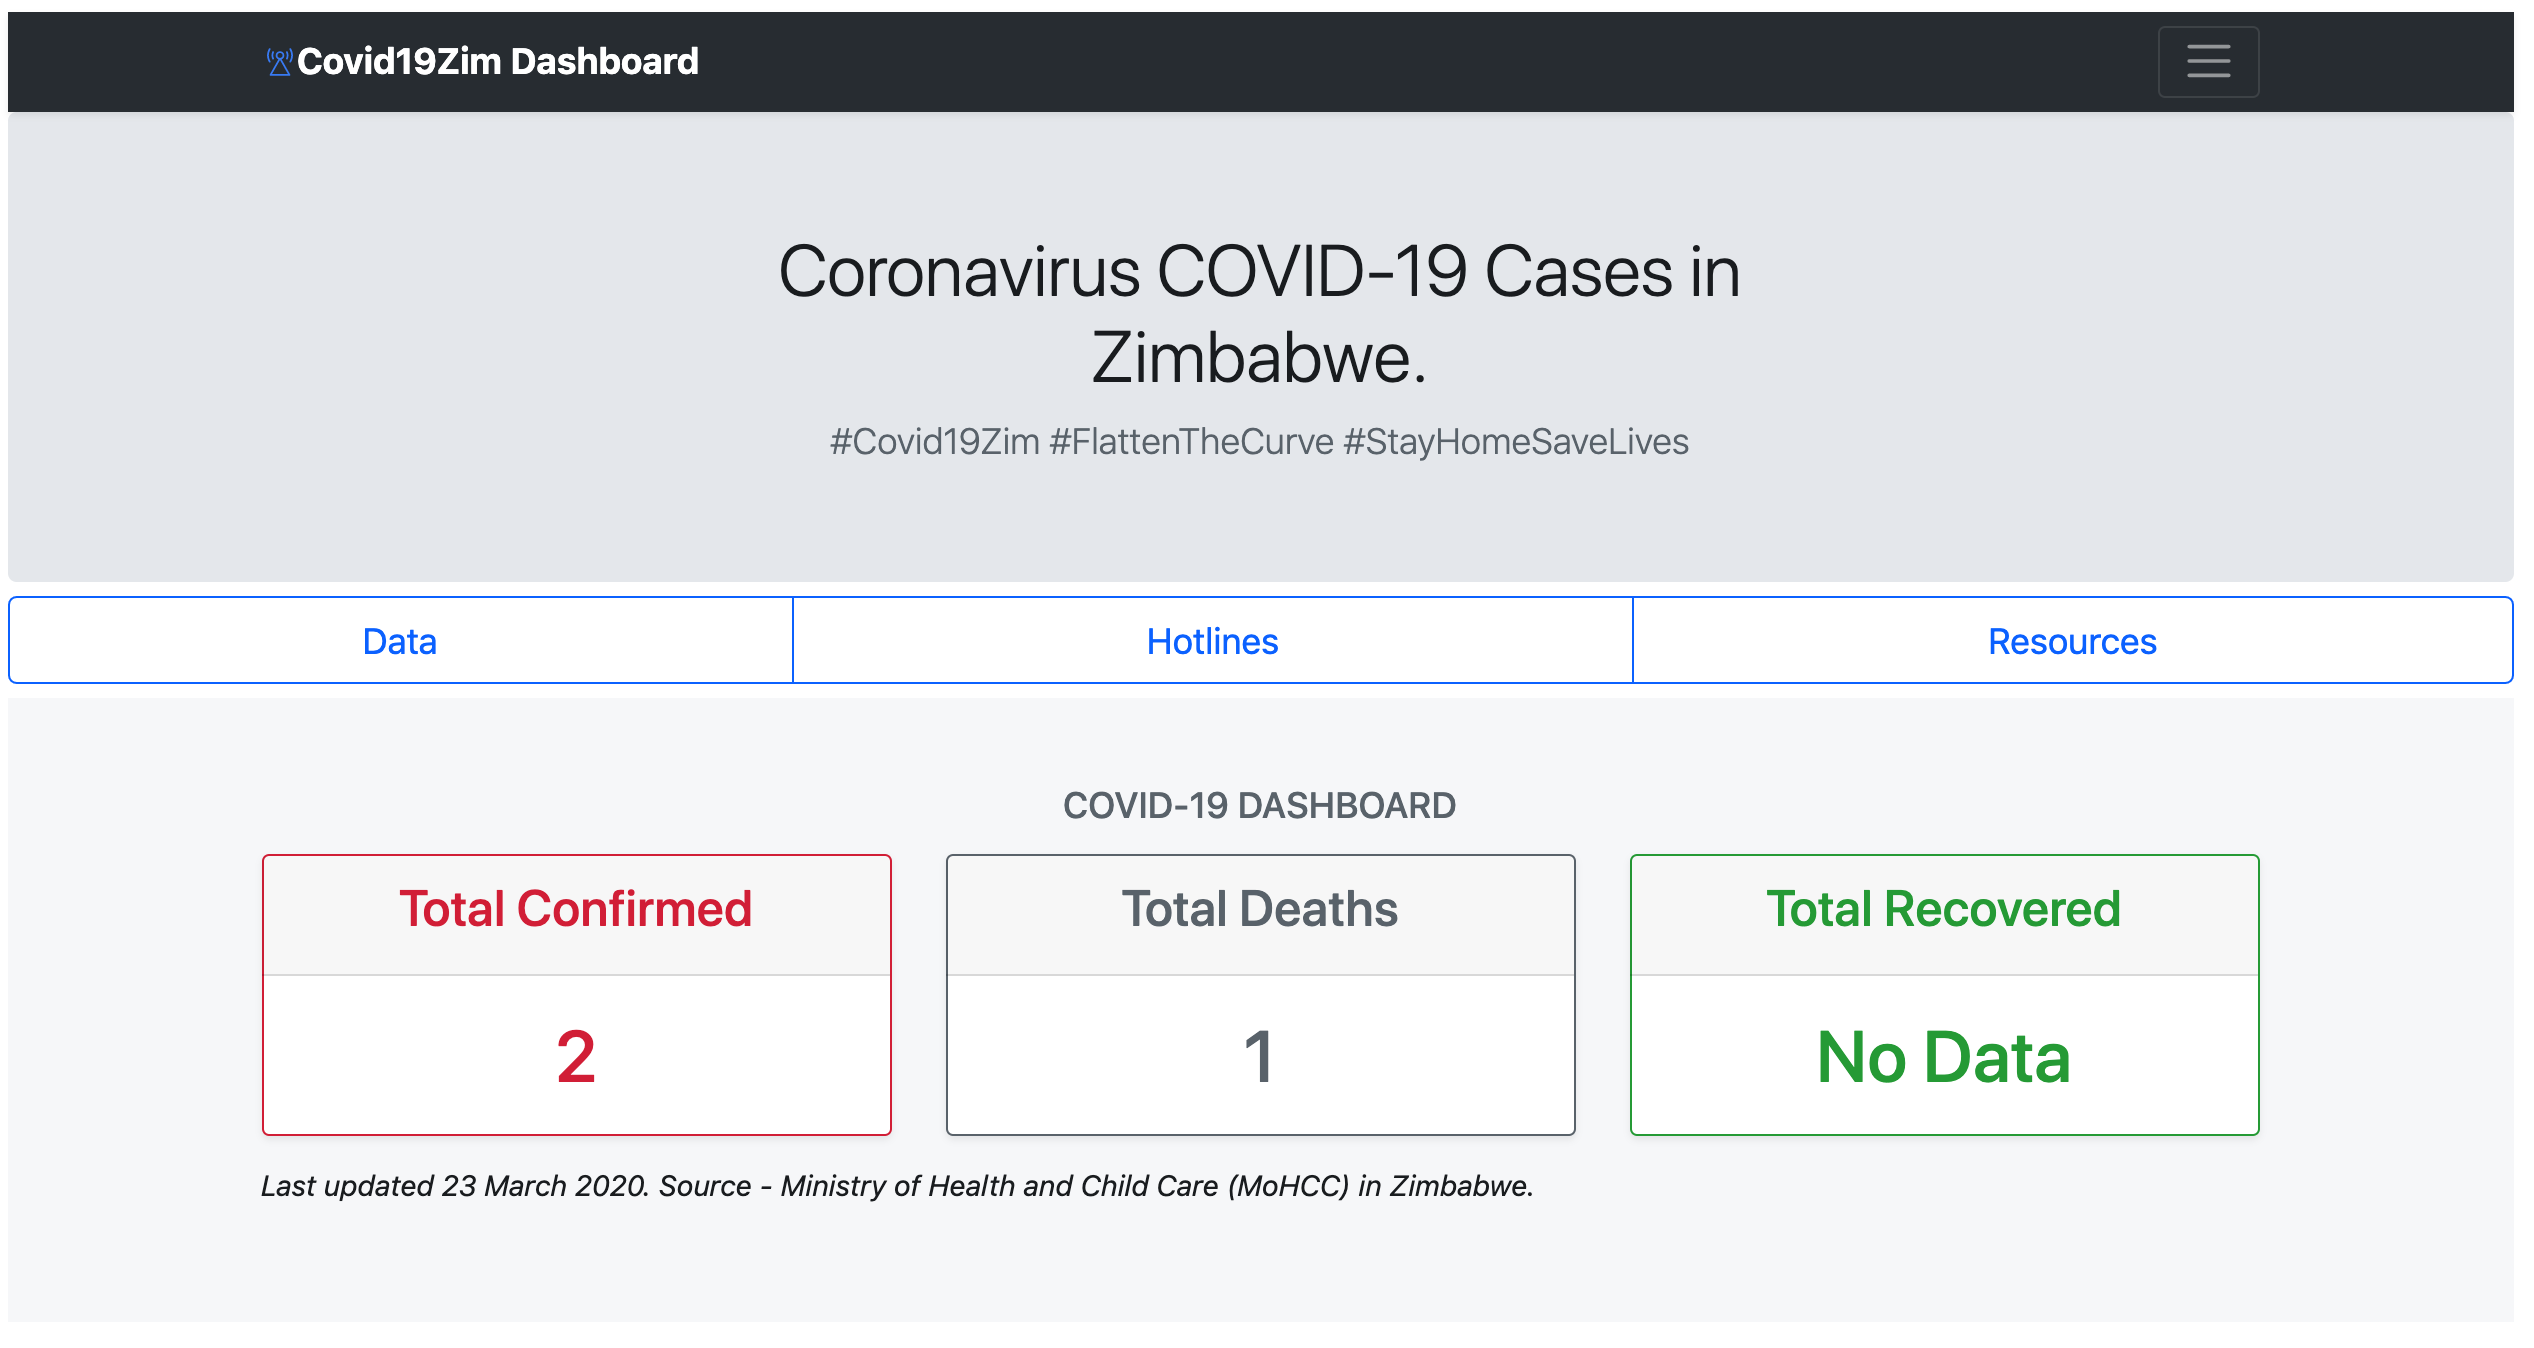 Covid19Zim Dashboard
Coronavirus COVID-19 Cases in
Zimbabwe.
#Covid19Zim #FlattenTheCurve #StayHomeSaveLives
Data
Hotlines
Resources
COVID-19 DASHBOARD
Total Confirmed
2
Total Deaths
1
Total Recovered
No Data
Last updated 23 March 2020. Source - Ministry of Health and Child Care (MoHCC) in Zimbabwe.